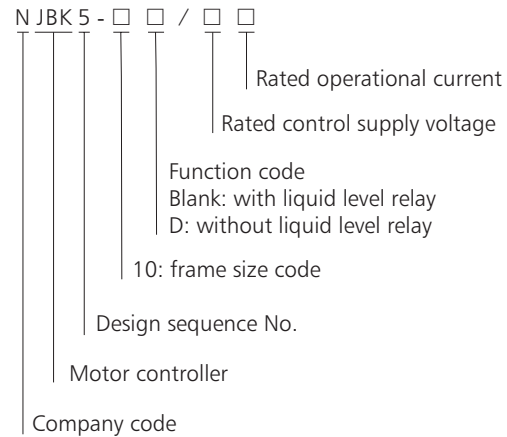 N JBK 5 - □ □ / □ □
Rated operational current
Rated control supply voltage
Function code
Blank: with liquid level relay
D: without liquid level relay
10: frame size code
Design sequence No.
Motor controller
Company code